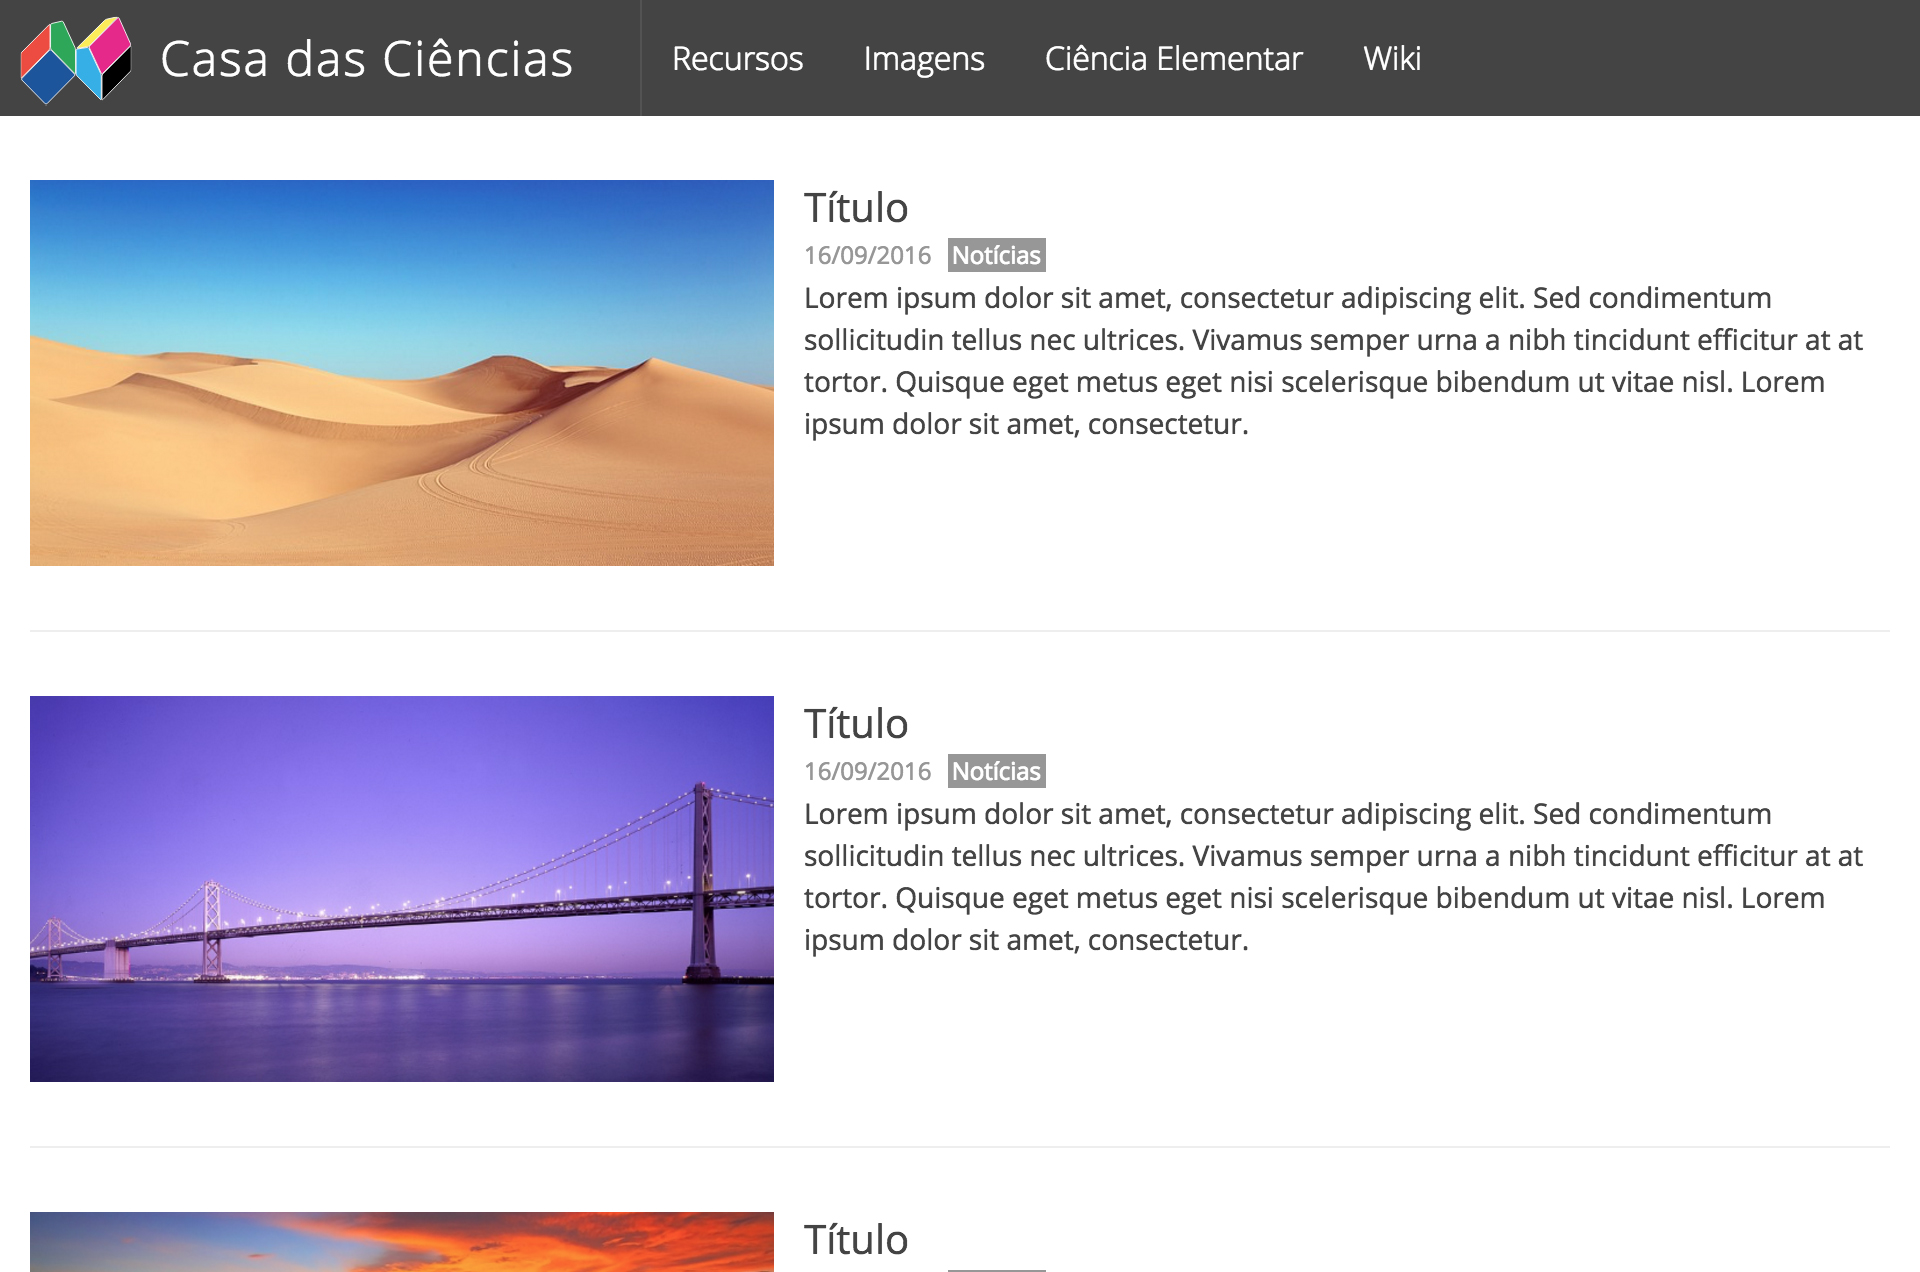 Casa das Ciências
Recursos Imagens Ciência Elementar Wiki
Título
16/09/2016 Notícias
Lorem ipsum dolor sit amet, consectetur adipiscing elit. Sed condimentum
sollicitudin tellus nec ultrices. Vivamus semper urna a nibh tincidunt efficitur at at
tortor. Quisque eget metus eget nisi scelerisque bibendum ut vitae nisl. Lorem
ipsum dolor sit amet, consectetur.
Título
16/09/2016 Notícias
Lorem ipsum dolor sit amet, consectetur adipiscing elit. Sed condimentum
sollicitudin tellus nec ultrices. Vivamus semper urna a nibh tincidunt efficitur at at
tortor. Quisque eget metus eget nisi scelerisque bibendum ut vitae nisl. Lorem
ipsum dolor sit amet, consectetur.
Título